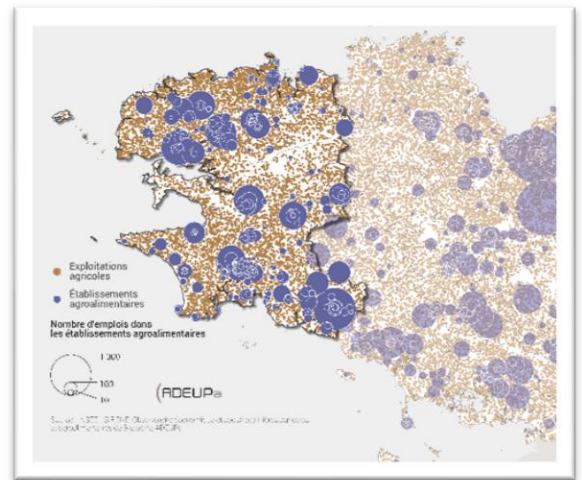 Exploitations
agricoles
Établissements
agroalimentaires
Nombre d'emplois dans
les établissements agroalimentaires
1 000
100
10
ADEUPa